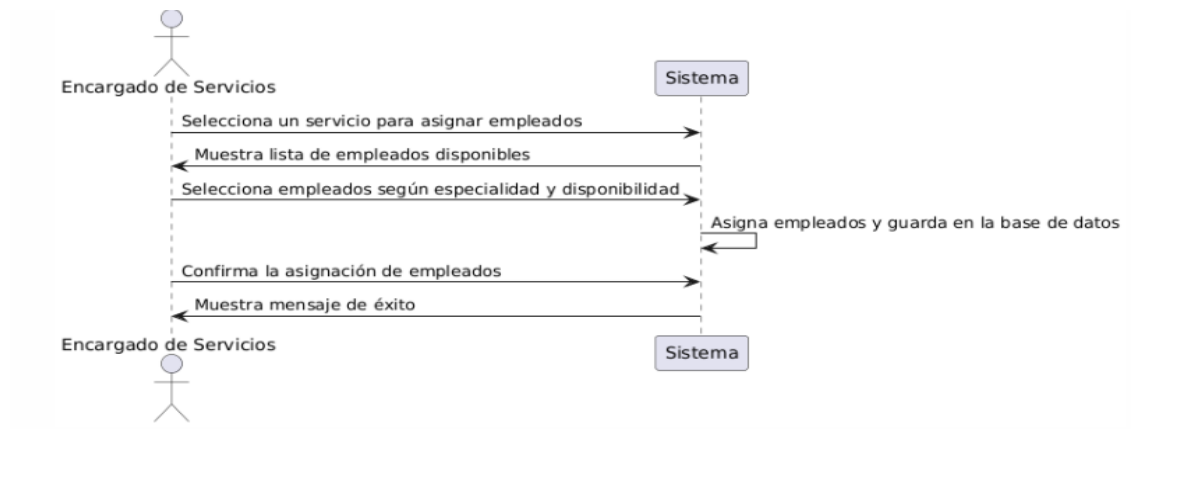 Encargado de Servicios
Sistema
Selecciona un servicio para asignar empleados
Muestra lista de empleados disponibles
Selecciona empleados según especialidad y disponibilidad
Asigna empleados y guarda en la base de datos
Confirma la asignación de empleados
Muestra mensaje de éxito
Encargado de Servicios
Sistema